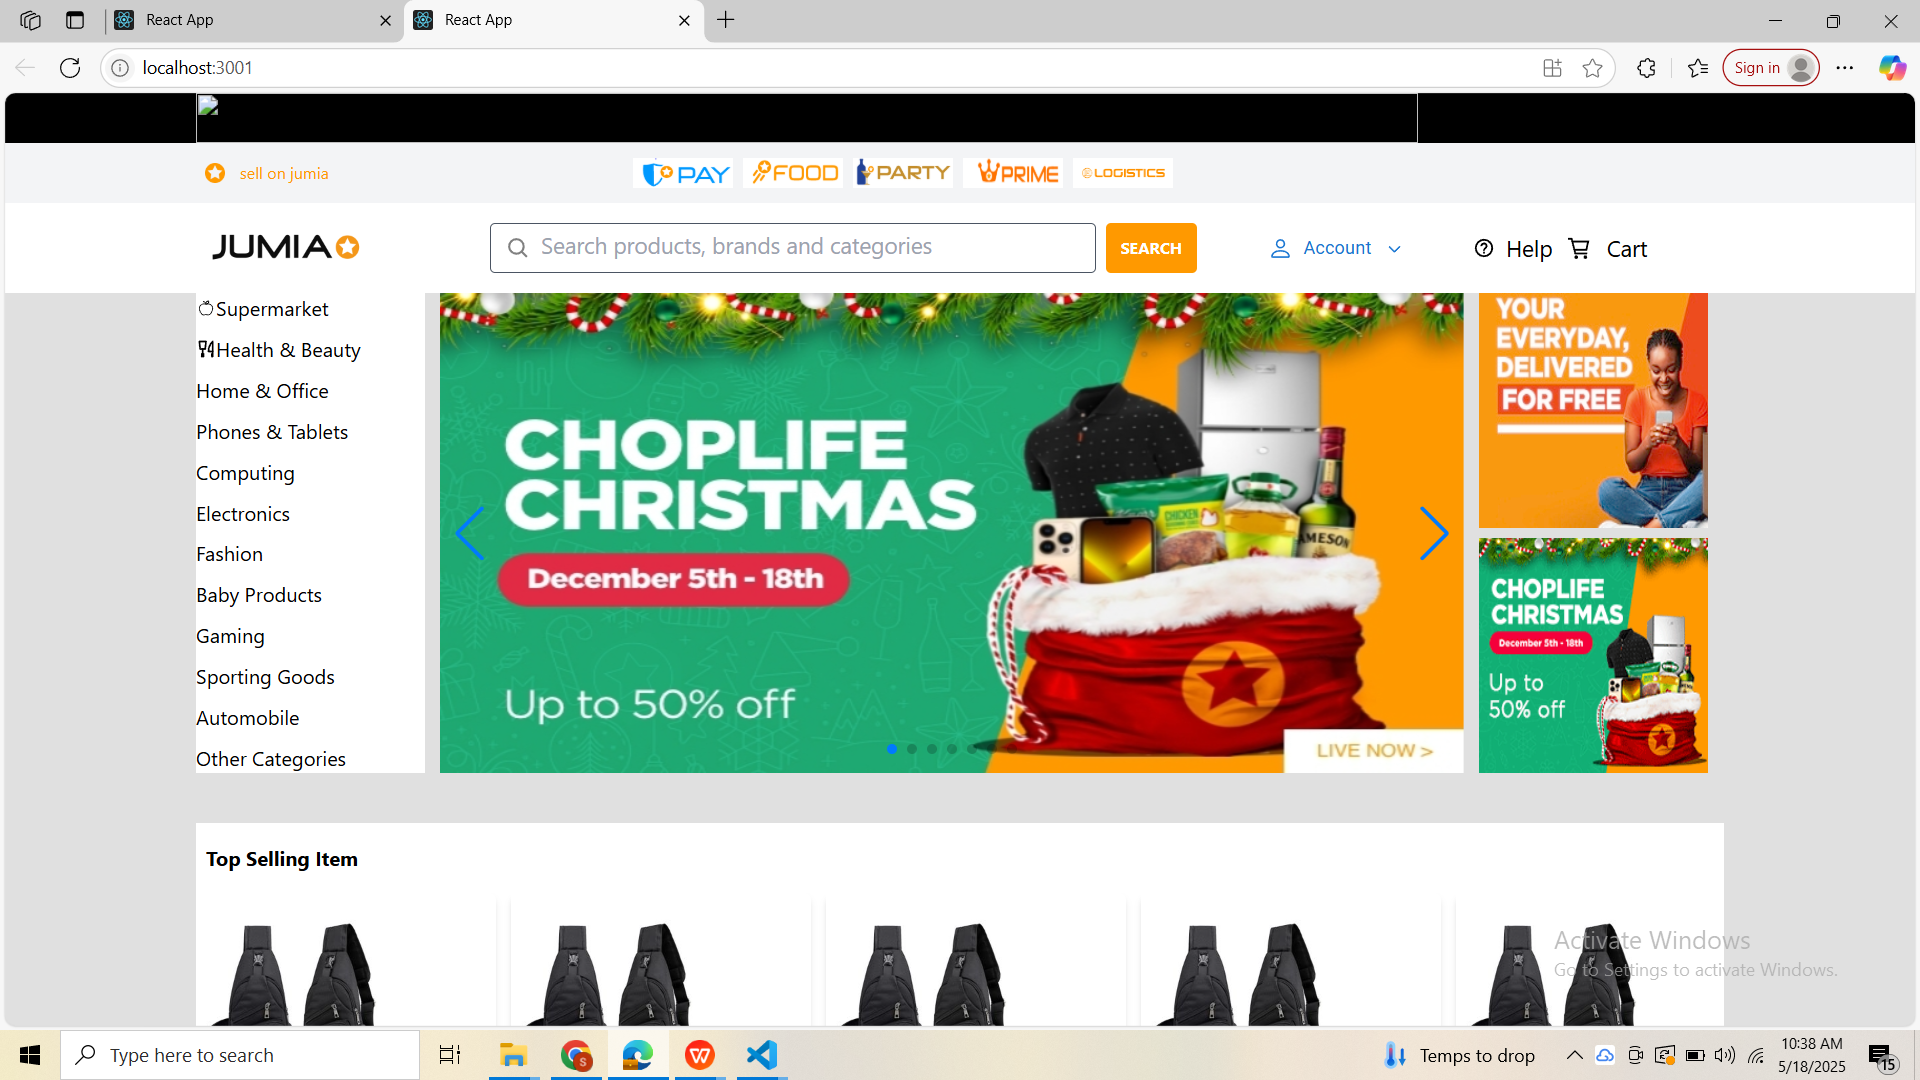 React App
React App
localhost:3001
Sign in
sell on jumia
PAY
FOOD
PARTY
PRIME
LOGISTICS
JUMIA
Search products, brands and categories
SEARCH
Account
Help
Cart
Supermarket
Health & Beauty
Home & Office
Phones & Tablets
Computing
Electronics
Fashion
Baby Products
Gaming
Sporting Goods
Automobile
Other Categories
CHOPLIFE
CHRISTMAS
December 5th - 18th
Up to 50% off
CHICKEN
JAMESON
LIVE NOW >
YOUR
EVERYDAY,
DELIVERED
FOR FREE
CHOPLIFE
CHRISTMAS
December 5th - 18th
Up to
50% off
Top Selling Item
Activate Windows
Go to Settings to activate Windows.
Type here to search
Temps to drop
10:38 AM
5/18/2025
15